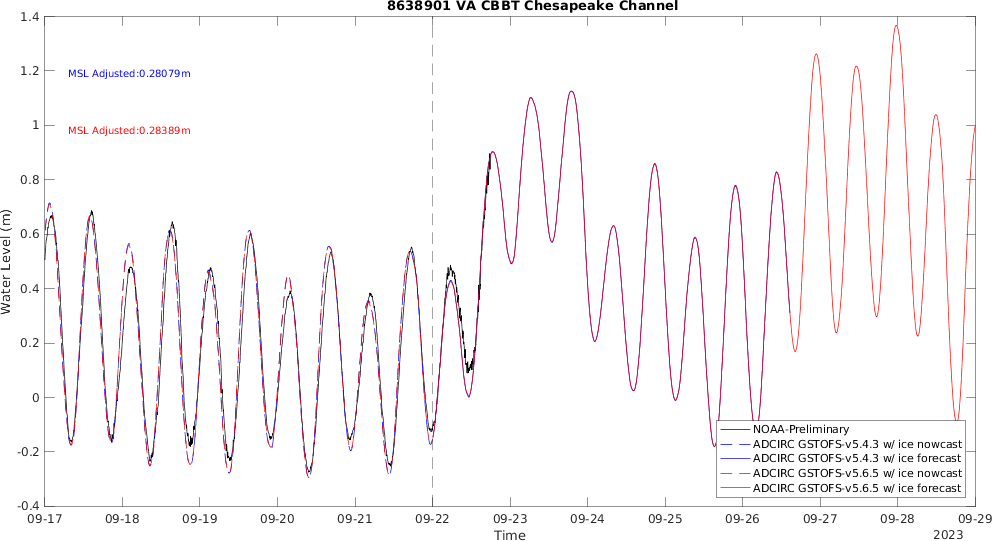 8638901 VA CBBT Chesapeake Channel
1.4
1.2
1
0.8
0.6
0.4
0.2
0
-0.2
-0.4
Water Level (m)
MSL Adjusted:0.28079m
MSL Adjusted:0.28389m
NOAA-Preliminary
ADCIRC GSTOFS-v5.4.3 w/ ice nowcast
ADCIRC GSTOFS-v5.4.3 w/ ice forecast
ADCIRC GSTOFS-v5.6.5 w/ ice nowcast
ADCIRC GSTOFS-v5.6.5 w/ ice forecast
09-17 09-18 09-19 09-20 09-21 09-22 09-23 09-24 09-25 09-26 09-27 09-28 09-29
Time
2023